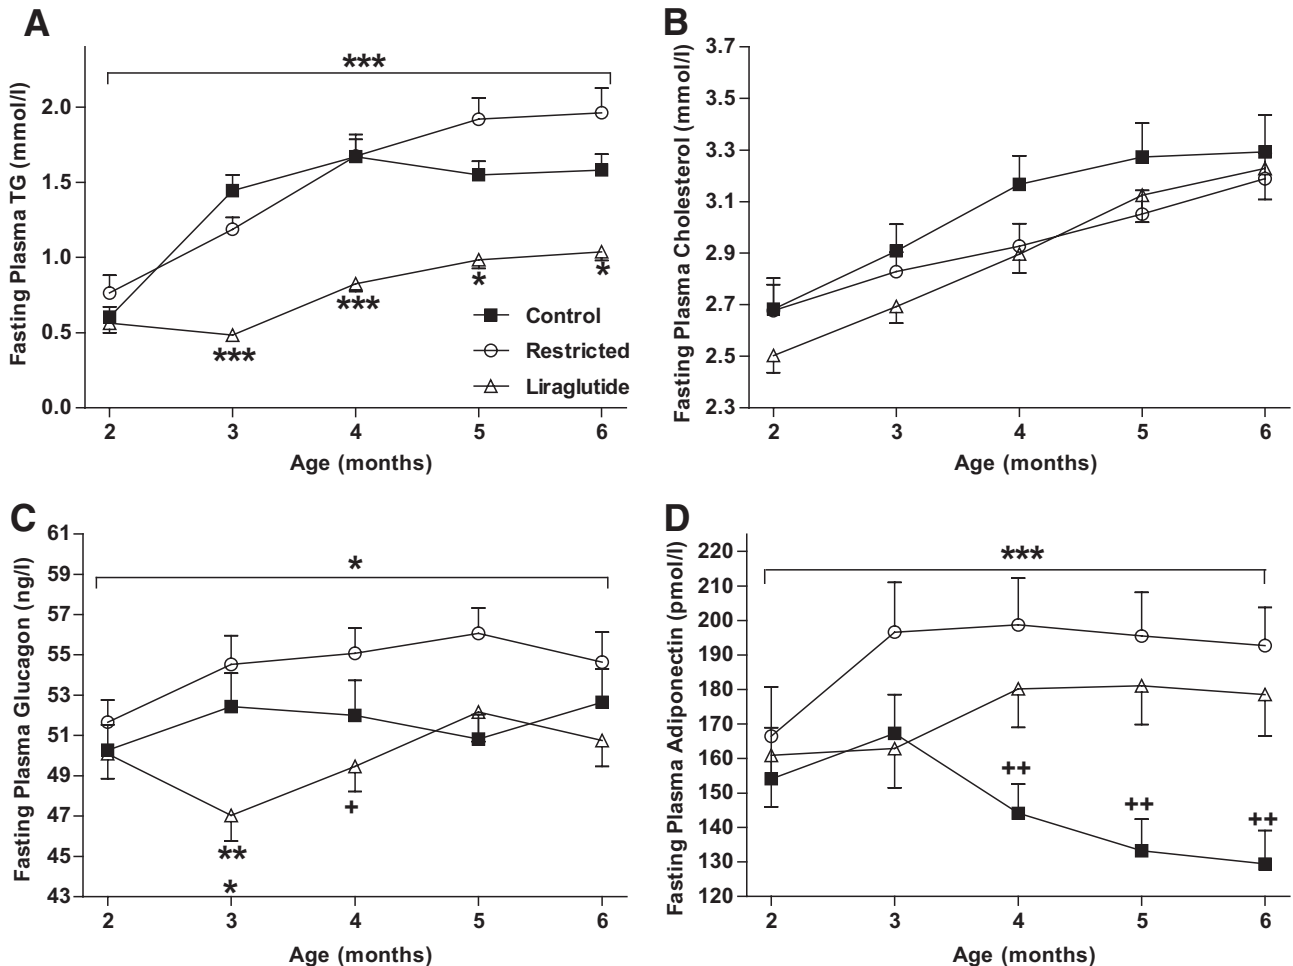 A
***
Fasting Plasma TG (mmol/l)
2.0
1.5
1.0
0.5
0.0
***
***
*
*
Control
Restricted
Liraglutide
2 3 4 5 6
Age (months)
B
Fasting Plasma Cholesterol (mmol/l)
3.7
3.5
3.3
3.1
2.9
2.7
2.5
2.3
2 3 4 5 6
Age (months)
C
Fasting Plasma Glucagon (ng/l)
61
59
57
55
53
51
49
47
45
43
*
+
**
*
2 3 4 5 6
Age (months)
D
Fasting Plasma Adiponectin (pmol/l)
220
210
200
190
180
170
160
150
140
130
120
***
++
++
++
2 3 4 5 6
Age (months)